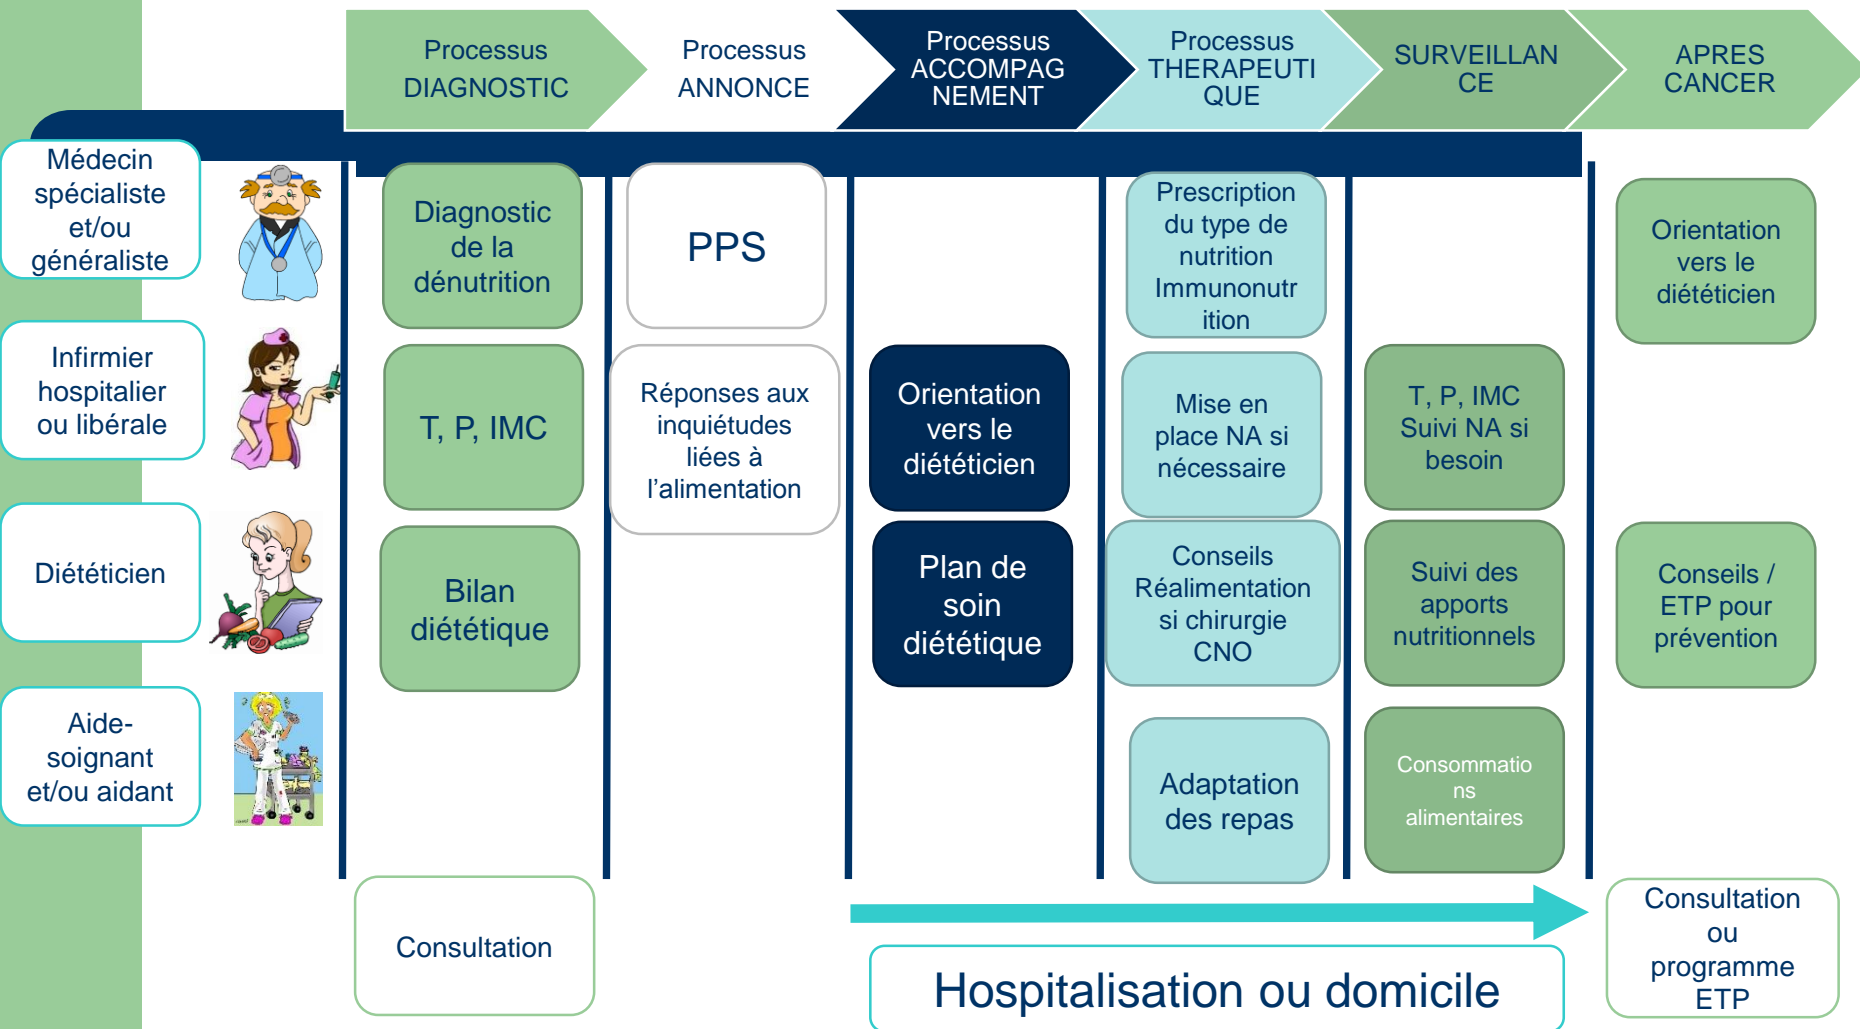 Processus
DIAGNOSTIC
Processus
ANNONCE
Processus
ACCOMPAG
NEMENT
Processus
THERAPEUTI
QUE
SURVEILLAN
CE
APRES
CANCER
Médecin
spécialiste
et/ou
généraliste
Diagnostic
de la
dénutrition
PPS
Prescription
du type de
nutrition
Immunonutr
ition
Orientation
vers le
diététicien
Infirmier
hospitalier
ou libérale
T, P, IMC
Réponses aux
inquiétudes
liées à
l’alimentation
Orientation
vers le
diététicien
Mise en
place NA si
nécessaire
T, P, IMC
Suivi NA si
besoin
Diététicien
Bilan
diététique
Plan de
soin
diététique
Conseils
Réalimentation
si chirurgie
CNO
Suivi des
apports
nutritionnels
Conseils /
ETP pour
prévention
Aide-
soignant
et/ou aidant
Adaptation
des repas
Consommatio
ns
alimentaires
Consultation
Hospitalisation ou domicile
Consultation
ou
programme
ETP